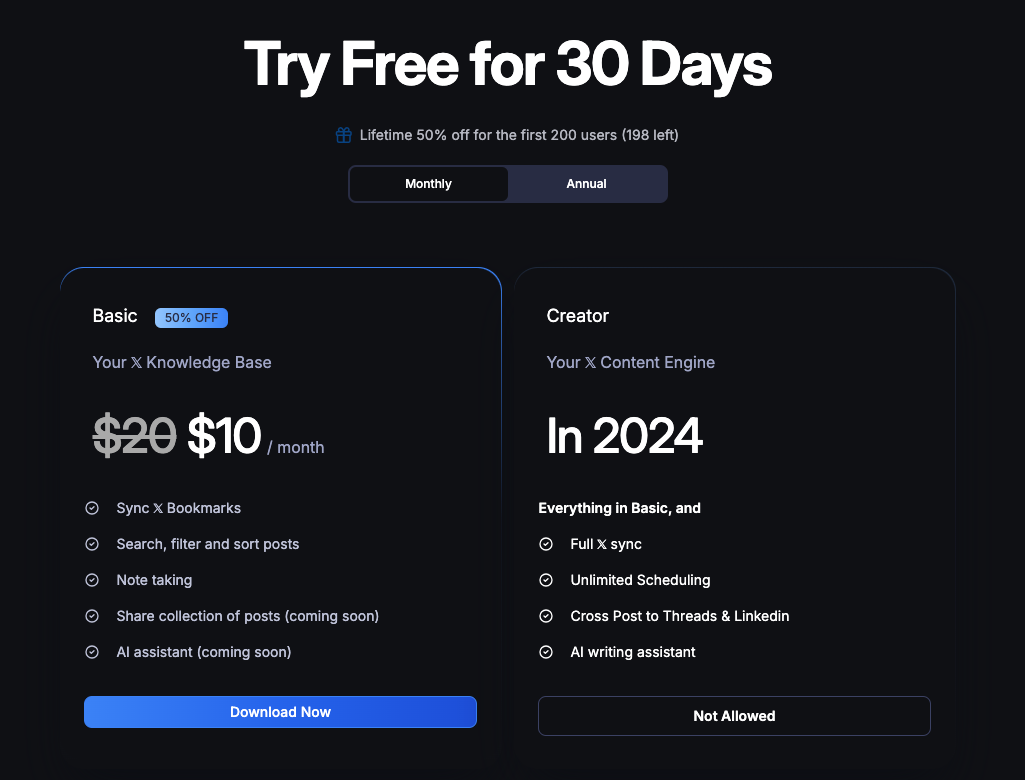 Try Free for 30 Days
Lifetime 50% off for the first 200 users (198 left)
Monthly
Annual
Basic
50% OFF
Your 𝕏 Knowledge Base
$20 $10 / month
Sync 𝕏 Bookmarks
Search, filter and sort posts
Note taking
Share collection of posts (coming soon)
AI assistant (coming soon)
Download Now
Creator
Your 𝕏 Content Engine
In 2024
Everything in Basic, and
Full 𝕏 sync
Unlimited Scheduling
Cross Post to Threads & Linkedin
AI writing assistant
Not Allowed